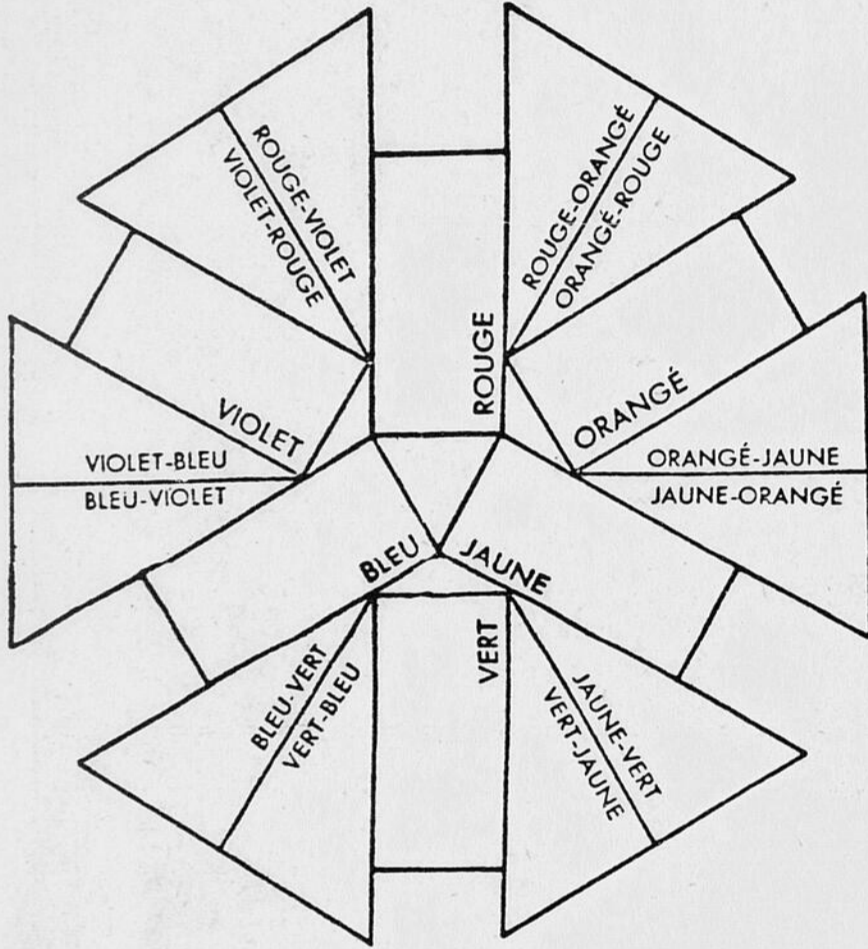 ROUGE-VIOLET
VIOLET-ROUGE
ROUGE-ORANGÉ
ORANGÉ-ROUGE
ROUGE
VIOLET
ORANGÉ
VIOLET-BLEU
BLEU-VIOLET
ORANGÉ-JAUNE
JAUNE-ORANGÉ
BLEU
JAUNE
BLEU-VERT
VERT-BLEU
VERT
JAUNE-VERT
VERT-JAUNE